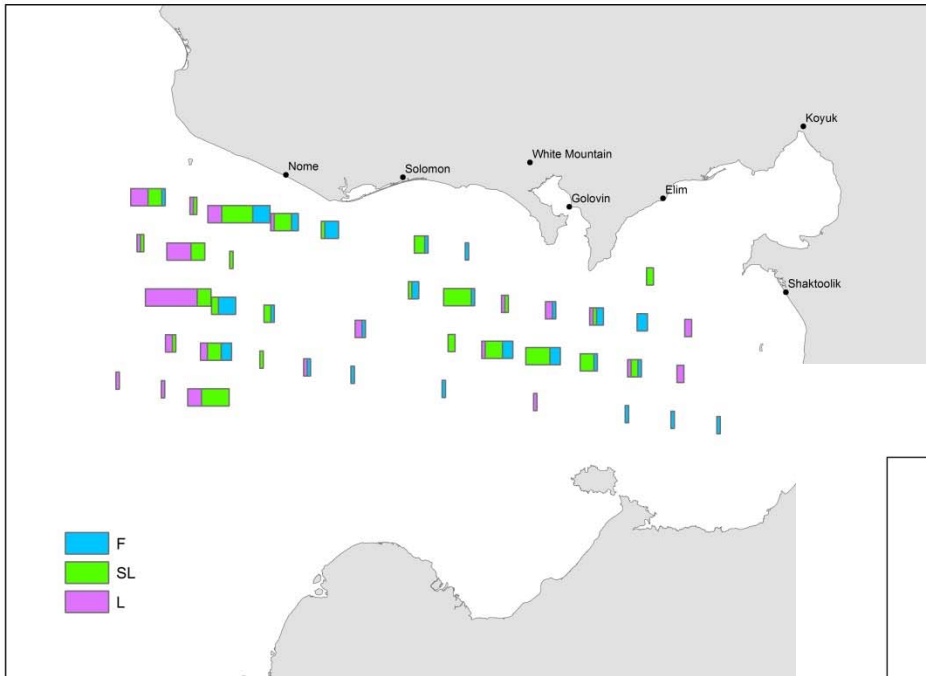 Koyuk
White Mountain
Nome
Solomon
Elim
Golovin
Shaktoolik
F
SL
L